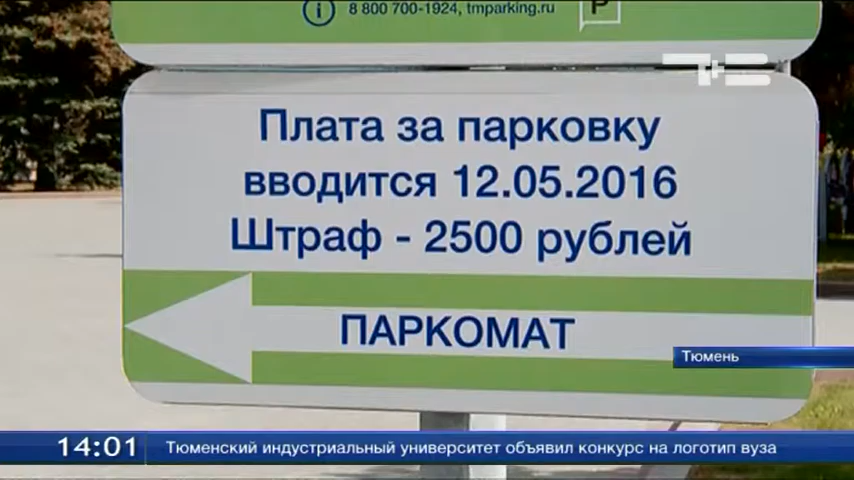 8 800 700-1924, tmparking.ru
P
Плата за парковку
вводится 12.05.2016
Штраф - 2500 рублей
ПАРКОМАТ
Тюмень
14:01 Тюменский индустриальный университет объявил конкурс на логотип вуза